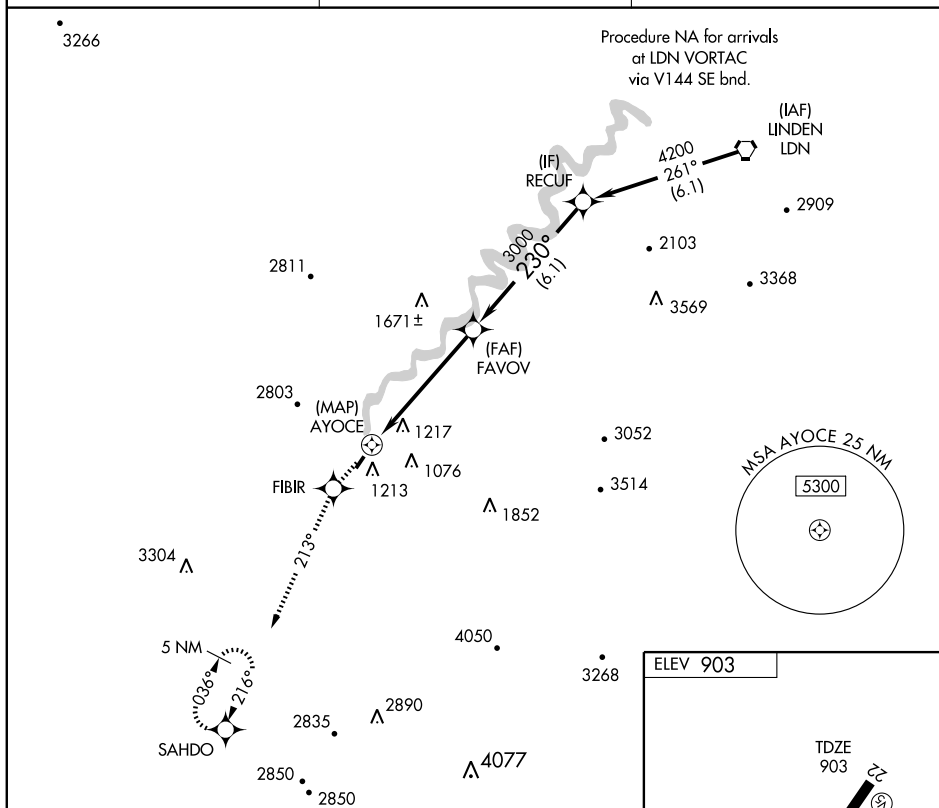 3266
Procedure NA for arrivals
at LDN VORTAC
via V144 SE bnd.
(IAF)
LINDEN
LDN
4200
261°
(6.1)
(IF)
RECUF
2909
2103
3000
230°
(6.1)
2811
3368
3569
1671±
(FAF)
FAVOV
2803
(MAP)
AYOCE
1217
3052
1076
1213
FIBIR
MSA AYOCE 25 NM
5300
3514
1852
213°
3304
5 NM
4050
3268
036°
216°
ELEV 903
2890
2835
SAHDO
TDZE
903
4077
22
2850
2850
V5